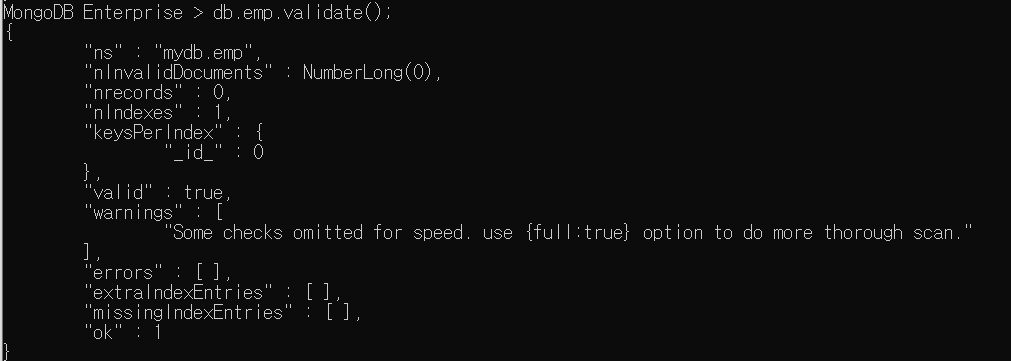 MongoDB Enterprise > db.emp.validate();
{
"ns" : "mydb.emp",
"nInvalidDocuments" : NumberLong(0),
"nrecords" : 0,
"nIndexes" : 1,
"keysPerIndex" : {
"_id_" : 0
},
"valid" : true,
"warnings" : [
"Some checks omitted for speed. use {full:true} option to do more thorough scan."
],
"errors" : [ ],
"extraIndexEntries" : [ ],
"missingIndexEntries" : [ ],
"ok" : 1
}